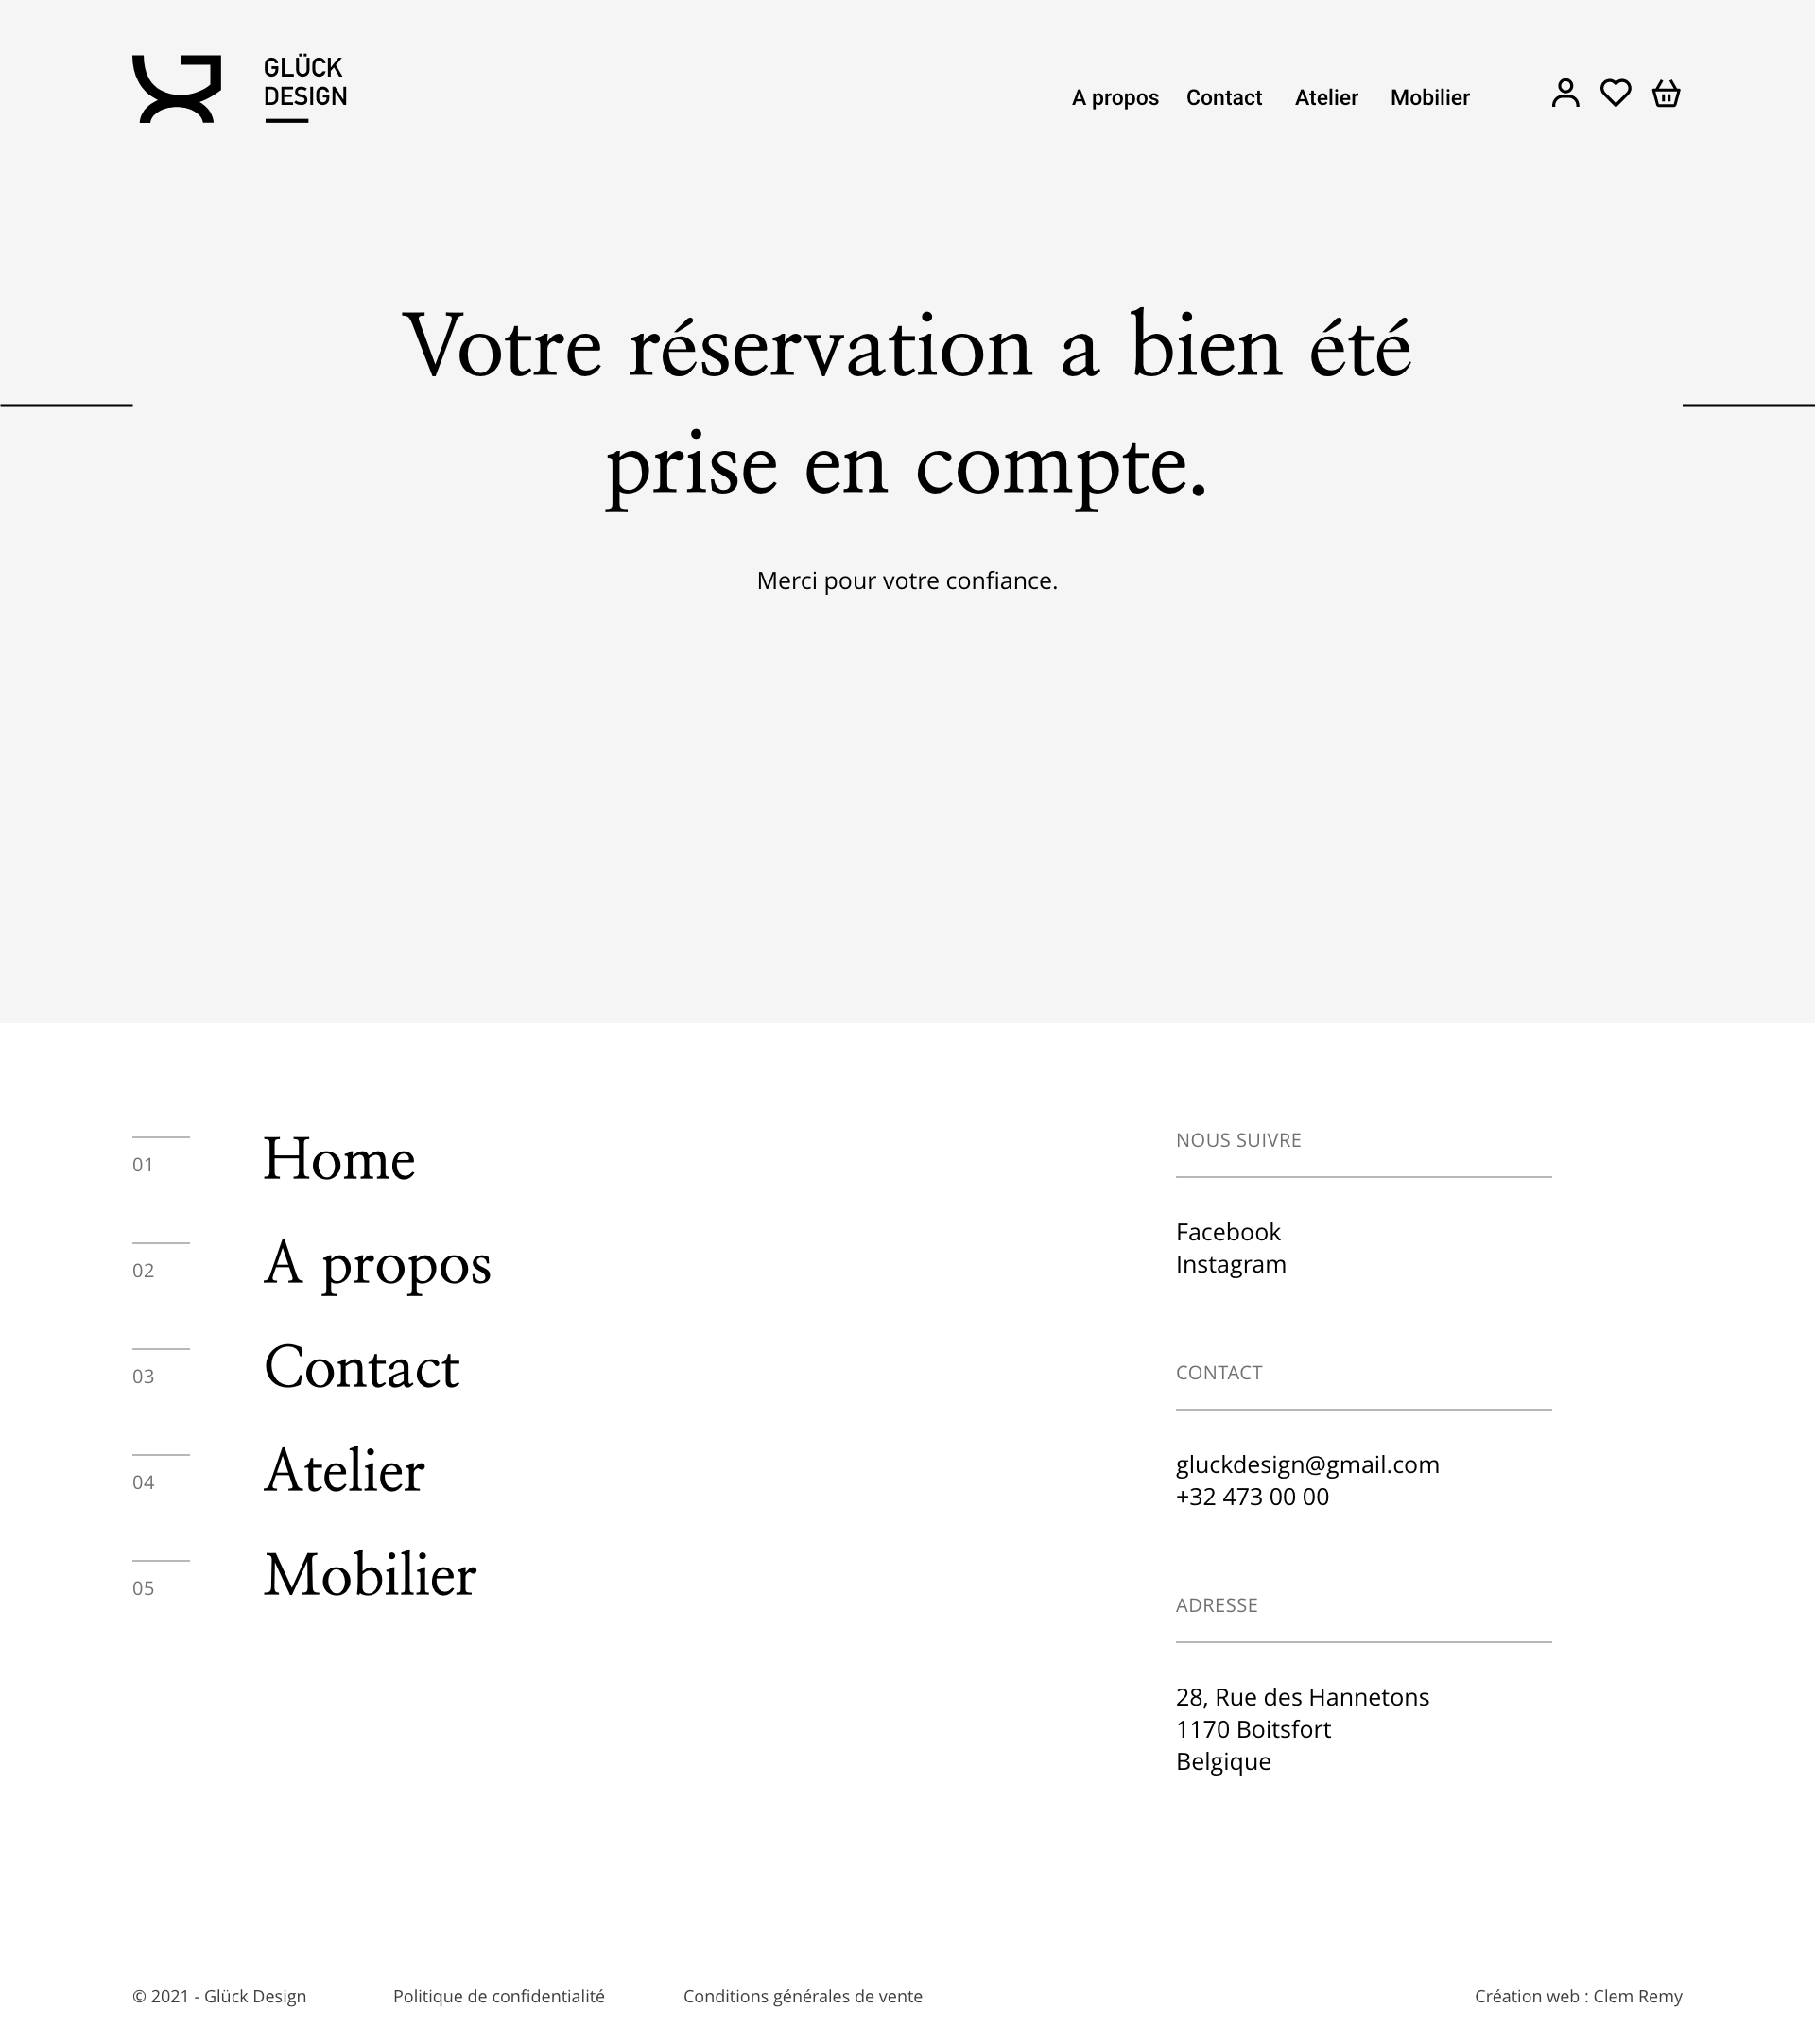 GLÜCK
DESIGN
A propos Contact Atelier Mobilier
Votre réservation a bien été
prise en compte.
Merci pour votre confiance.
01 Home
02 A propos
03 Contact
04 Atelier
05 Mobilier
NOUS SUIVRE
Facebook
Instagram
CONTACT
gluckdesign@gmail.com
+32 473 00 00
ADRESSE
28, Rue des Hannetons
1170 Boitsfort
Belgique
© 2021 - Glück Design Politique de confidentialité Conditions générales de vente Création web : Clem Remy